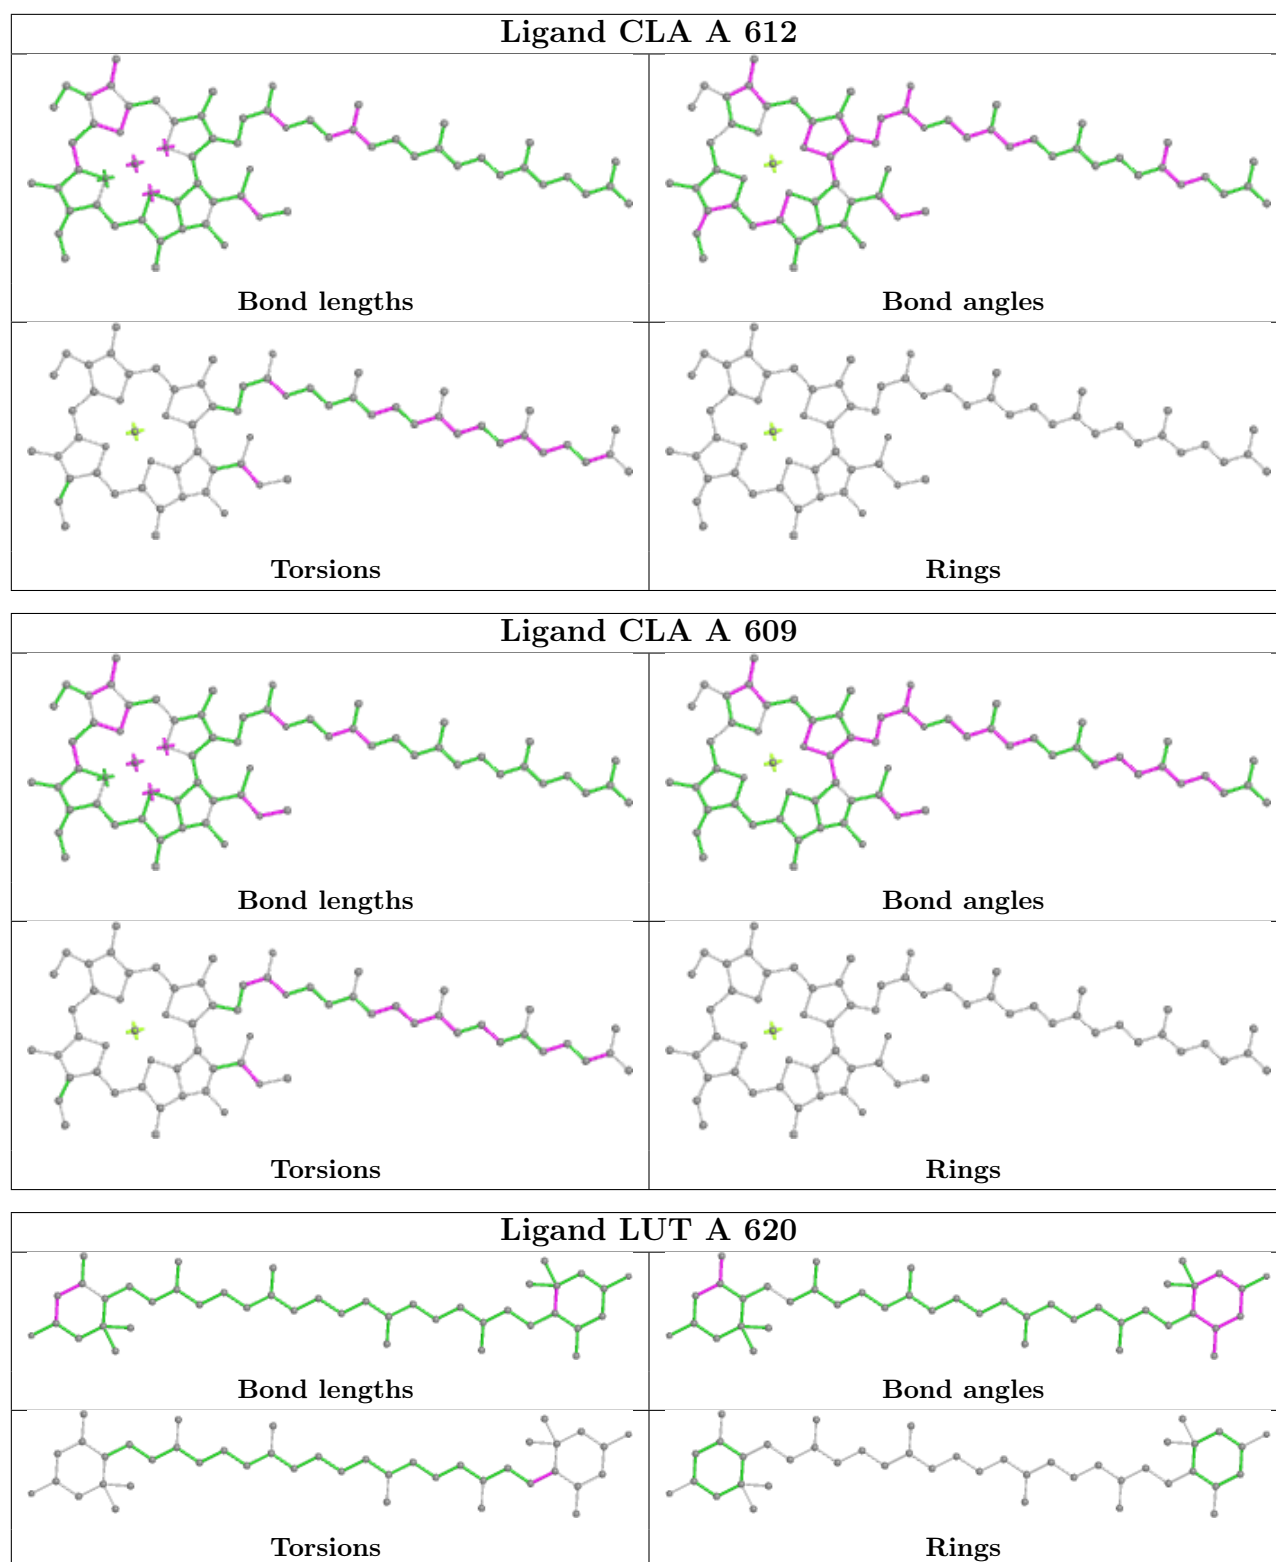 Ligand CLA A 612
Bond lengths
Bond angles
Torsions
Rings
Ligand CLA A 609
Bond lengths
Bond angles
Torsions
Rings
Ligand LUT A 620
Bond lengths
Bond angles
Torsions
Rings